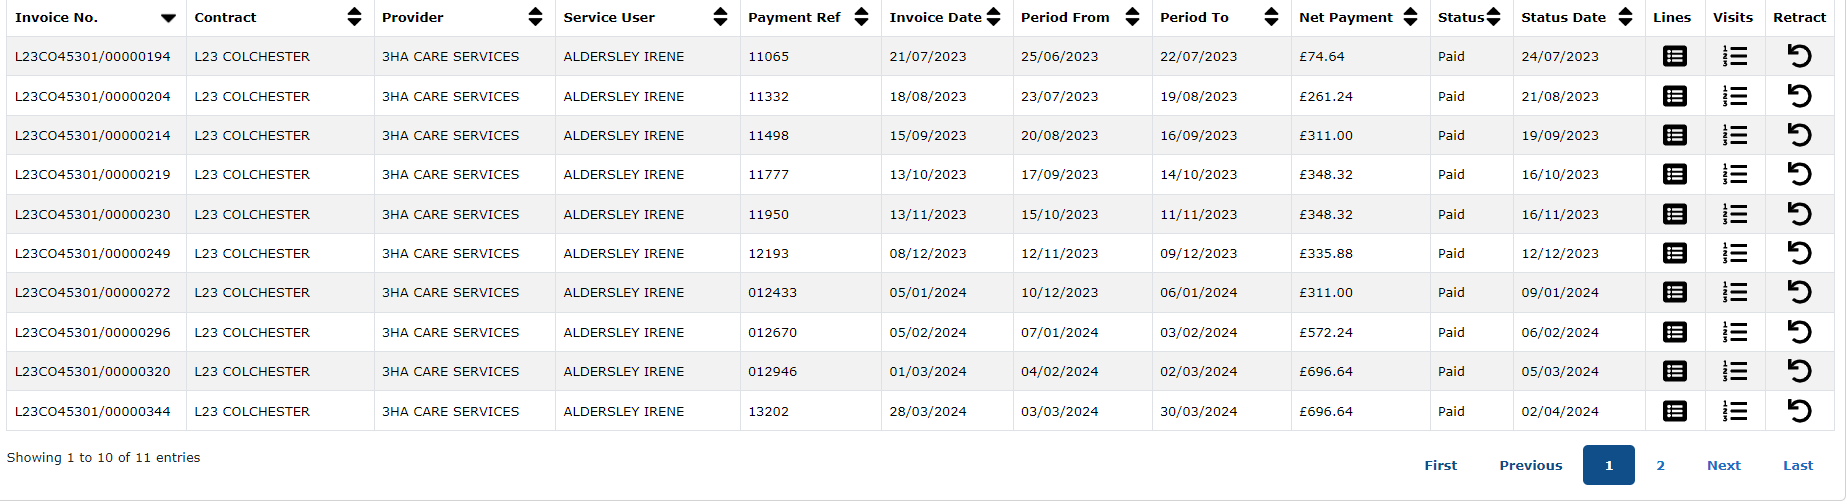 Invoice No. Contract Provider Service User Payment Ref Invoice Date Period From Period To Net Payment Status Status Date Lines Visits Retract
L23CO45301/00000194 L23 COLCHESTER 3HA CARE SERVICES ALDERSLEY IRENE 11065 21/07/2023 25/06/2023 22/07/2023 £74.64 Paid 24/07/2023
L23CO45301/00000204 L23 COLCHESTER 3HA CARE SERVICES ALDERSLEY IRENE 11332 18/08/2023 23/07/2023 19/08/2023 £261.24 Paid 21/08/2023
L23CO45301/00000214 L23 COLCHESTER 3HA CARE SERVICES ALDERSLEY IRENE 11498 15/09/2023 20/08/2023 16/09/2023 £311.00 Paid 19/09/2023
L23CO45301/00000219 L23 COLCHESTER 3HA CARE SERVICES ALDERSLEY IRENE 11777 13/10/2023 17/09/2023 14/10/2023 £348.32 Paid 16/10/2023
L23CO45301/00000230 L23 COLCHESTER 3HA CARE SERVICES ALDERSLEY IRENE 11950 13/11/2023 15/10/2023 11/11/2023 £348.32 Paid 16/11/2023
L23CO45301/00000249 L23 COLCHESTER 3HA CARE SERVICES ALDERSLEY IRENE 12193 08/12/2023 12/11/2023 09/12/2023 £335.88 Paid 12/12/2023
L23CO45301/00000272 L23 COLCHESTER 3HA CARE SERVICES ALDERSLEY IRENE 012433 05/01/2024 10/12/2023 06/01/2024 £311.00 Paid 09/01/2024
L23CO45301/00000296 L23 COLCHESTER 3HA CARE SERVICES ALDERSLEY IRENE 012670 05/02/2024 07/01/2024 03/02/2024 £572.24 Paid 06/02/2024
L23CO45301/00000320 L23 COLCHESTER 3HA CARE SERVICES ALDERSLEY IRENE 012946 01/03/2024 04/02/2024 02/03/2024 £696.64 Paid 05/03/2024
L23CO45301/00000344 L23 COLCHESTER 3HA CARE SERVICES ALDERSLEY IRENE 13202 28/03/2024 03/03/2024 30/03/2024 £696.64 Paid 02/04/2024
Showing 1 to 10 of 11 entries
First Previous 1 2 Next Last